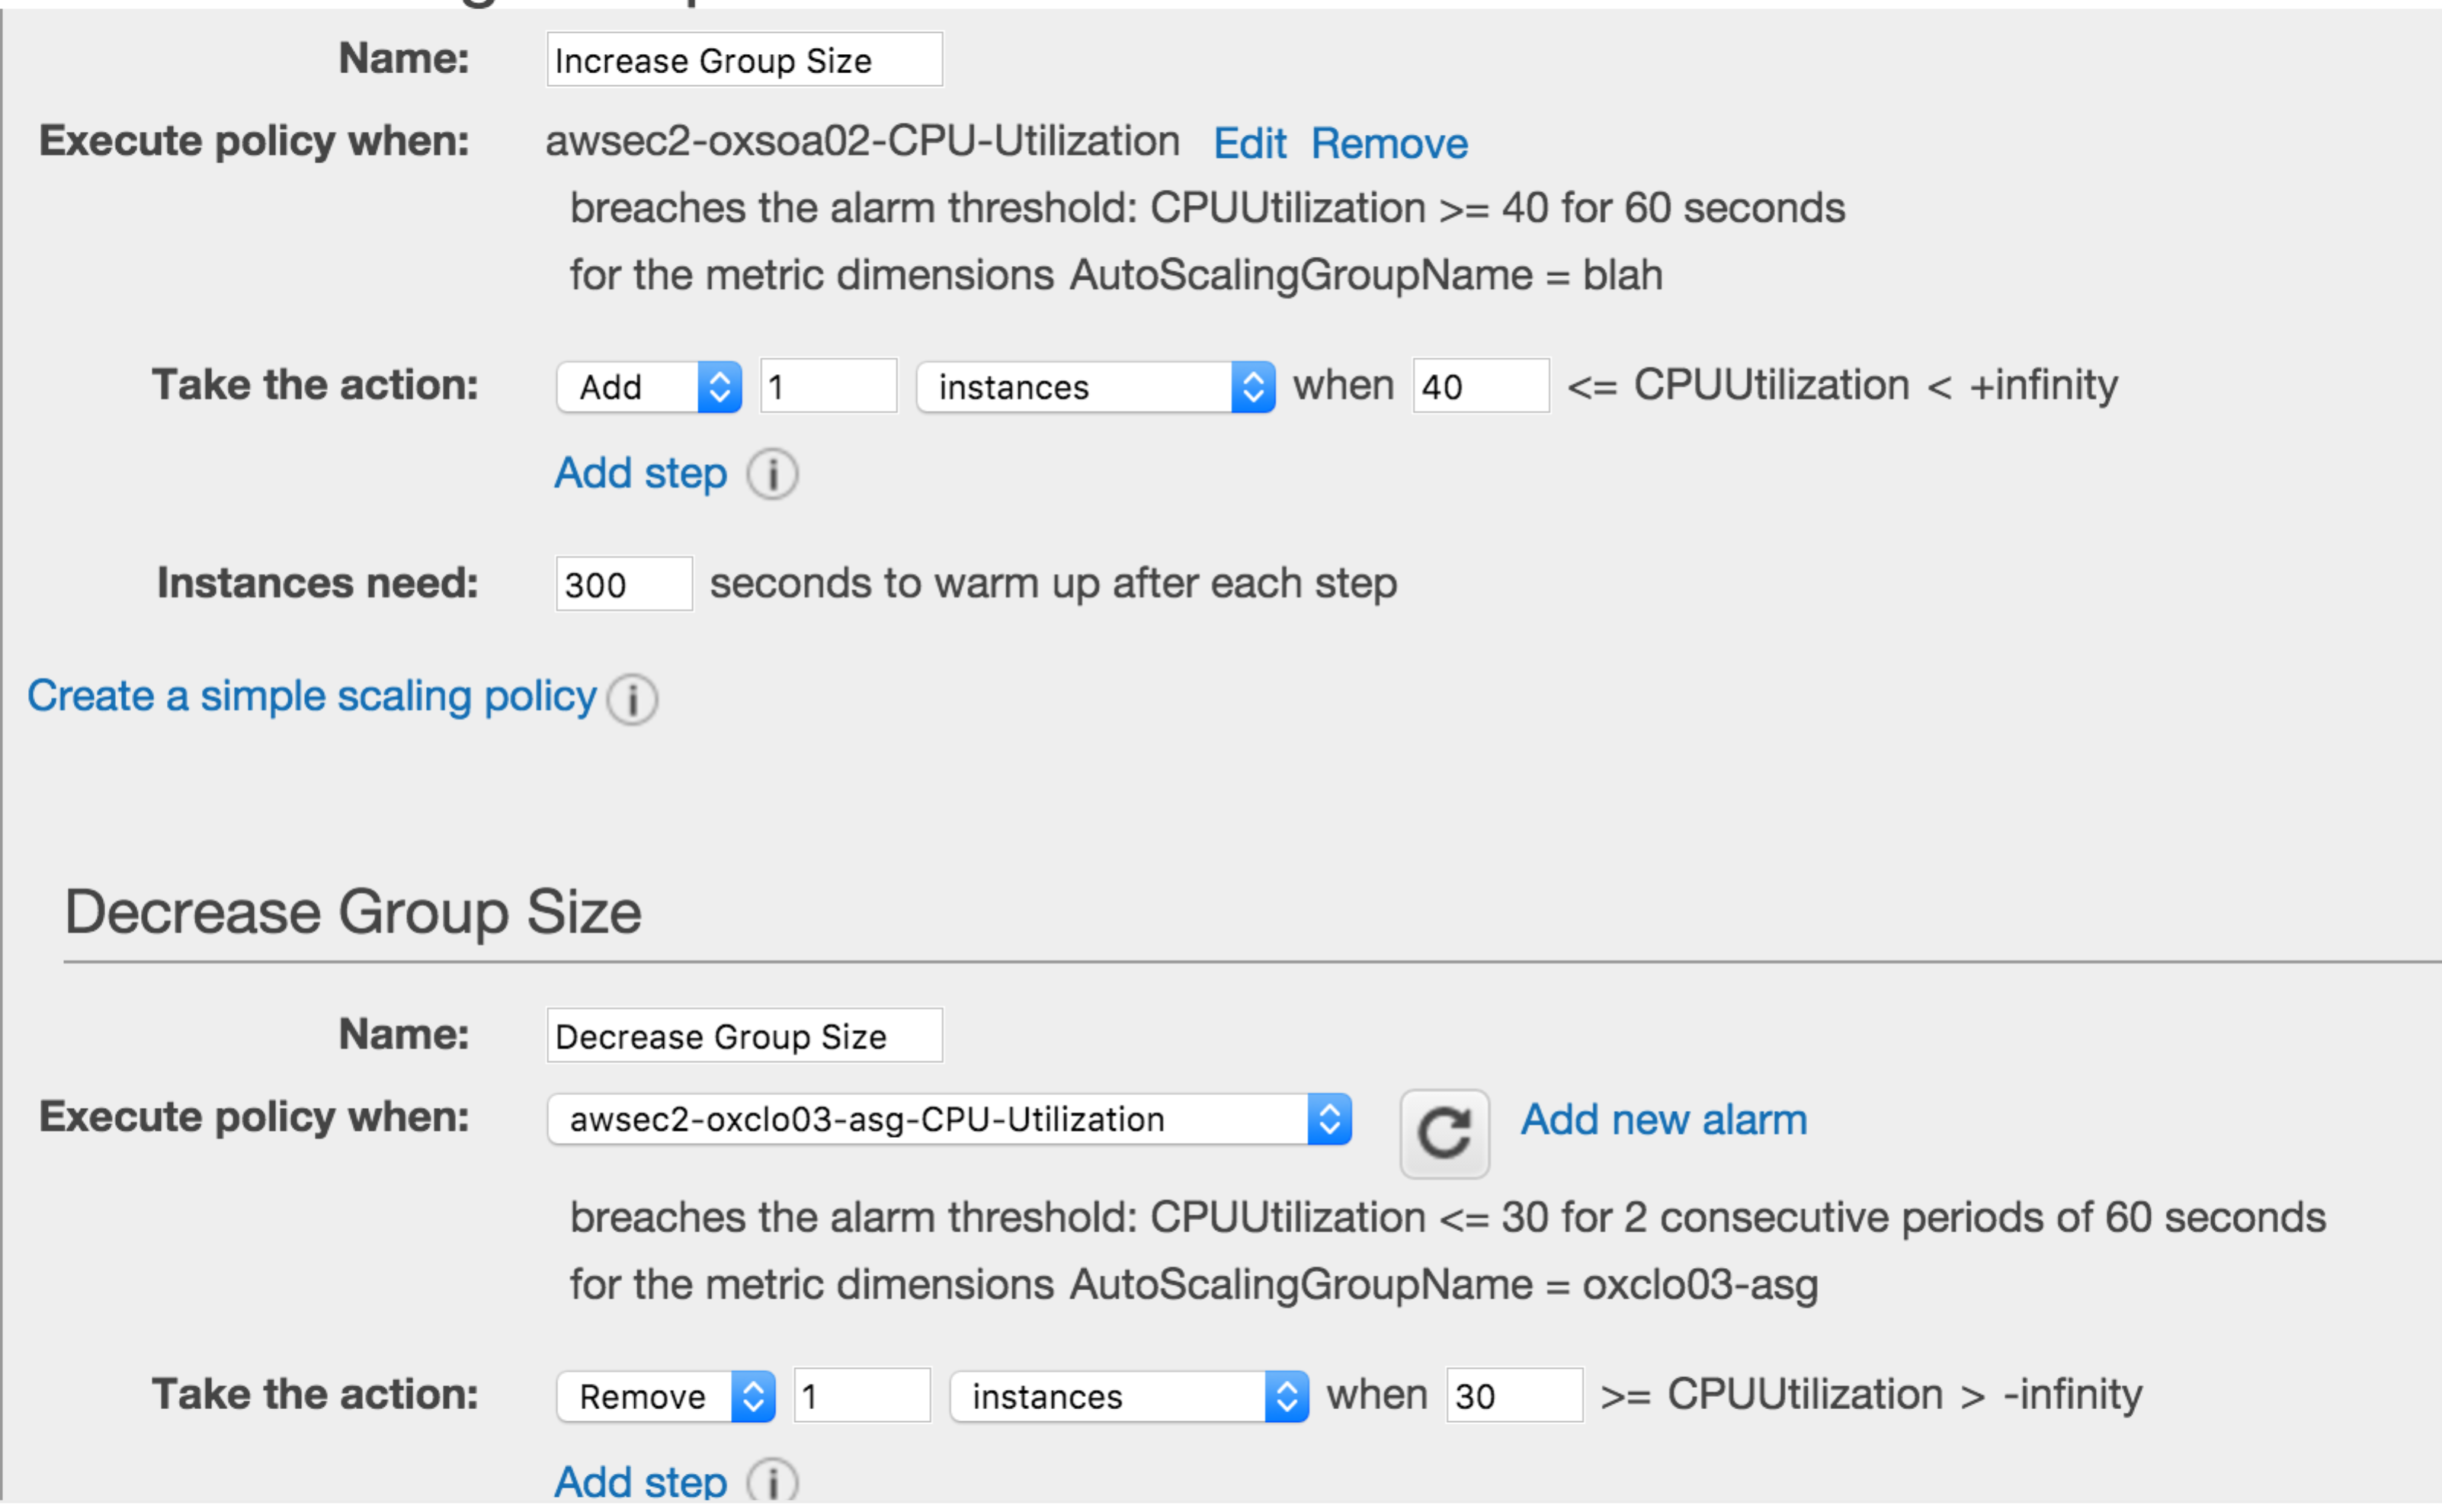 Name: Increase Group Size
Execute policy when: awsec2-oxsoa02-CPU-Utilization Edit Remove
breaches the alarm threshold: CPUUtilization >= 40 for 60 seconds
for the metric dimensions AutoScalingGroupName = blah
Take the action: Add 1 instances when 40 <= CPUUtilization < +infinity
Add step i
Instances need: 300 seconds to warm up after each step
Create a simple scaling policy i
Decrease Group Size
Name: Decrease Group Size
Execute policy when: awsec2-oxclo03-asg-CPU-Utilization Add new alarm
breaches the alarm threshold: CPUUtilization <= 30 for 2 consecutive periods of 60 seconds
for the metric dimensions AutoScalingGroupName = oxclo03-asg
Take the action: Remove 1 instances when 30 >= CPUUtilization > -infinity
Add step i